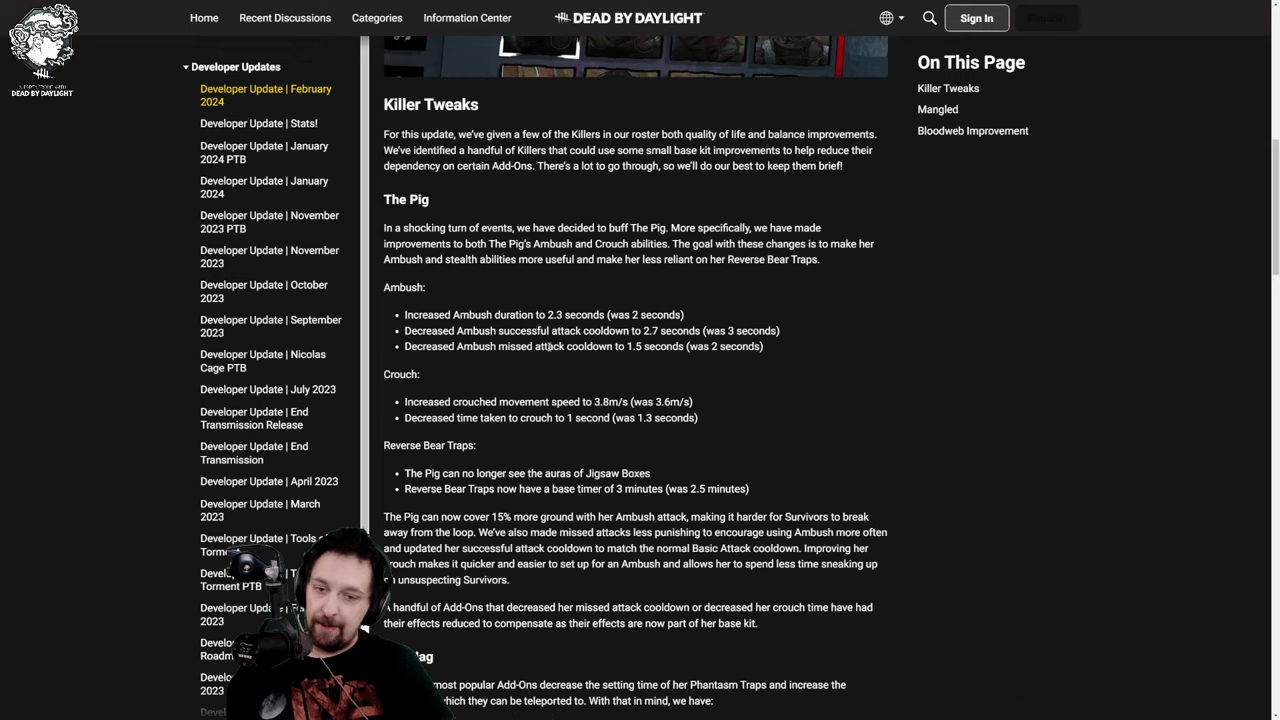 Home
Recent Discussions
Categories
Information Center
DEAD BY DAYLIGHT
Sign In
DEAD BY DAYLIGHT
Developer Updates
Developer Update | February
2024
Developer Update | Stats!
Developer Update | January
2024 PTB
Developer Update | January
2024
Developer Update | November
2023 PTB
Developer Update | November
2023
Developer Update | October
2023
Developer Update | September
2023
Developer Update | Nicolas
Cage PTB
Developer Update | July 2023
Developer Update | End
Transmission Release
Developer Update | End
Transmission
Developer Update | April 2023
Developer Update | March
2023
Developer Update | Tools
Torment
Torment PTB
Developer Update
2023
2023
Killer Tweaks
For this update, we've given a few of the Killers in our roster both quality of life and balance improvements.
We've identified a handful of Killers that could use some small base kit improvements to help reduce their
dependency on certain Add-Ons. There's a lot to go through, so we'll do our best to keep them brief!
The Pig
In a shocking turn of events, we have decided to buff The Pig. More specifically, we have made
improvements to both The Pig's Ambush and Crouch abilities. The goal with these changes is to make her
Ambush and stealth abilities more useful and make her less reliant on her Reverse Bear Traps.
Ambush:
• Increased Ambush duration to 2.3 seconds (was 2 seconds)
• Decreased Ambush successful attack cooldown to 2.7 seconds (was 3 seconds)
• Decreased Ambush missed attack cooldown to 1.5 seconds (was 2 seconds)
Crouch:
• Increased crouched movement speed to 3.8m/s (was 3.6m/s)
• Decreased time taken to crouch to 1 second (was 1.3 seconds)
Reverse Bear Traps:
• The Pig can no longer see the auras of Jigsaw Boxes
• Reverse Bear Traps now have a base timer of 3 minutes (was 2.5 minutes)
The Pig can now cover 15% more ground with her Ambush attack, making it harder for Survivors to break
away from the loop. We've also made missed attacks less punishing to encourage using Ambush more often
and updated her successful attack cooldown to match the normal Basic Attack cooldown. Improving her
crouch makes it quicker and easier to set up for an Ambush and allows her to spend less time sneaking up
on unsuspecting Survivors.
A handful of Add-Ons that decreased her missed attack cooldown or decreased her crouch time have had
their effects reduced to compensate as their effects are now part of her base kit.
most popular Add-Ons decrease the setting time of her Phantasm Traps and increase the
which they can be teleported to. With that in mind, we have:
On This Page
Killer Tweaks
Mangled
Bloodweb Improvement